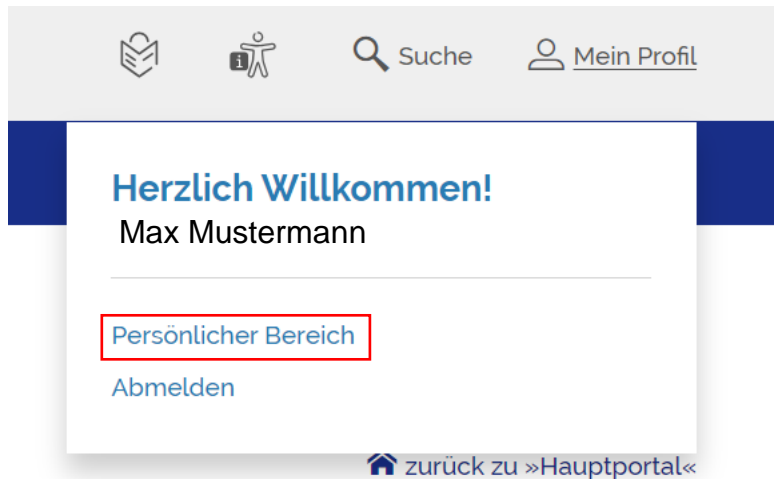 Suche
Mein Profil
Herzlich Willkommen!
Max Mustermann
Persönlicher Bereich
Abmelden
zurück zu »Hauptportal«